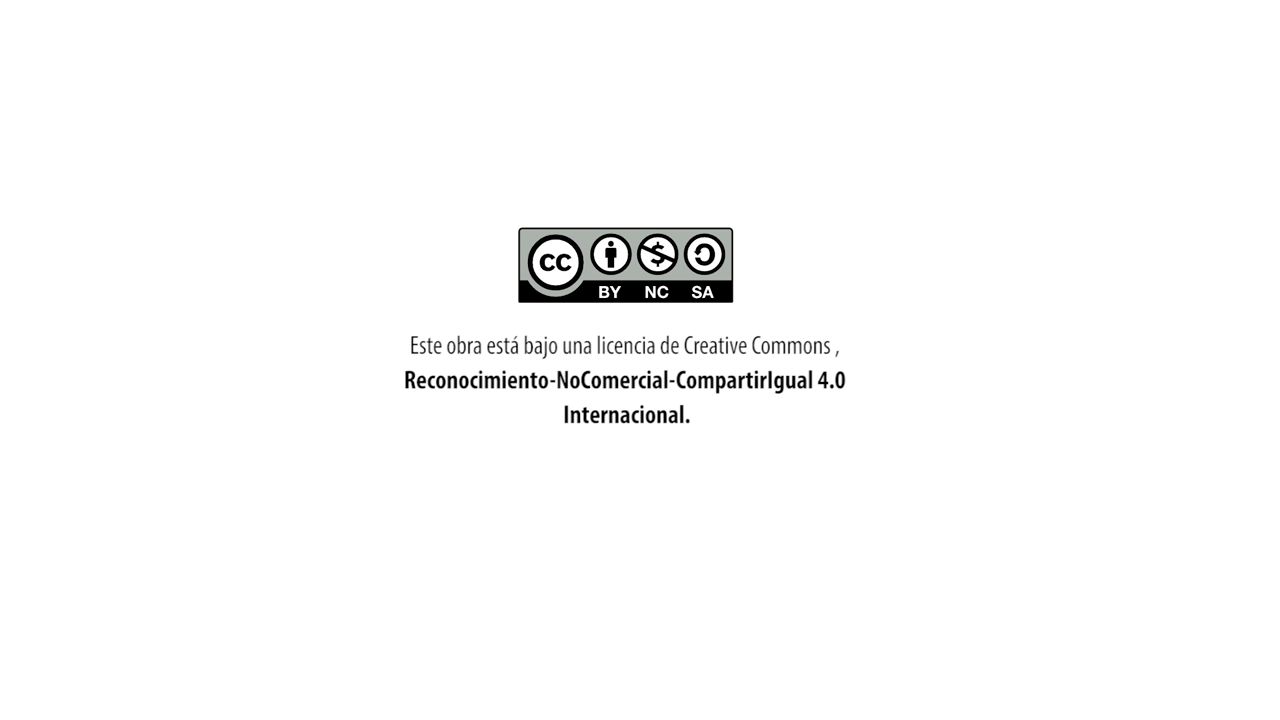 CC BY NC SA
Este obra está bajo una licencia de Creative Commons ,
Reconocimiento-NoComercial-CompartirIgual 4.0
Internacional.